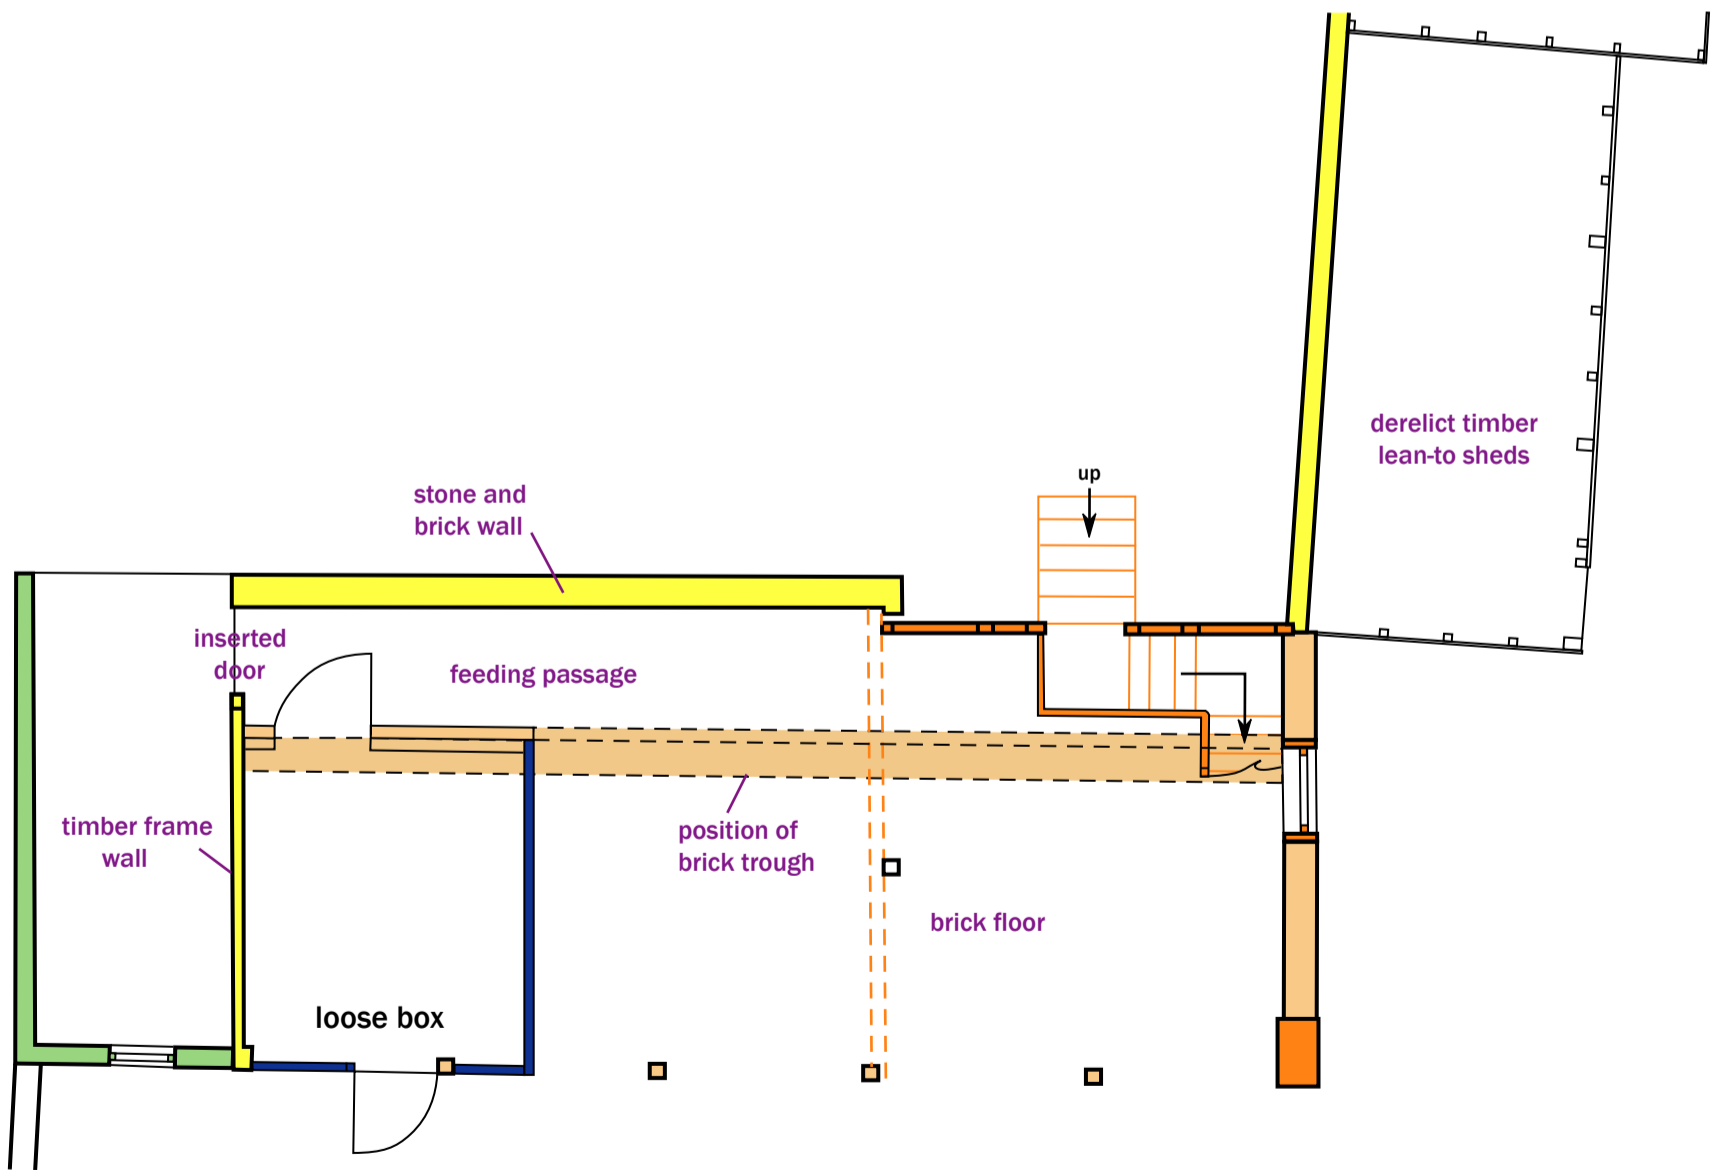 derelict timber
lean-to sheds
up
stone and
brick wall
inserted
door
feeding passage
timber frame
wall
position of
brick trough
brick floor
loose box